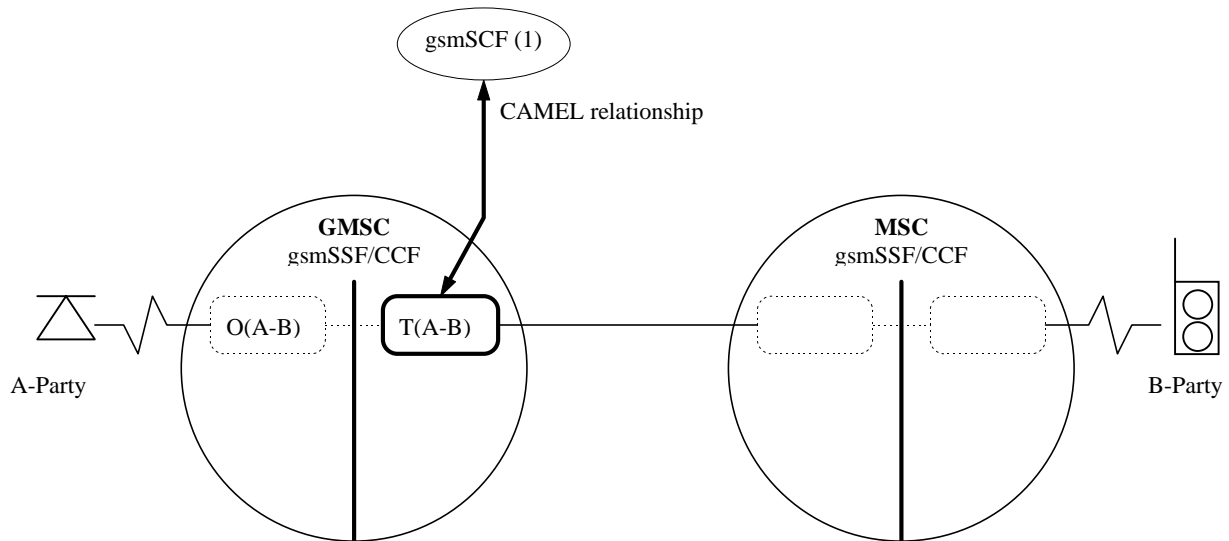 gsmSCF (1)
CAMEL relationship
GMSC
gsmSSF/CCF
MSC
gsmSSF/CCF
O(A-B)
T(A-B)
A-Party
B-Party